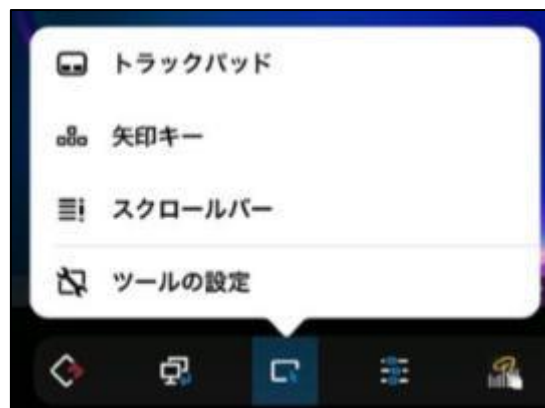 トラックパッド
矢印キー
スクロールバー
ツールの設定